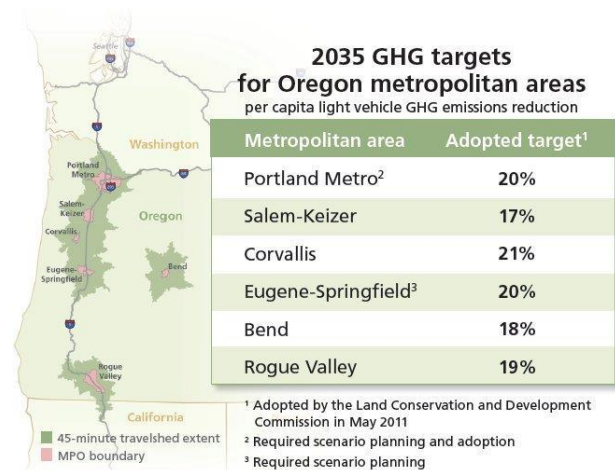 2035 GHG targets
for Oregon metropolitan areas
per capita light vehicle GHG emissions reduction
Metropolitan area Adopted target¹
Portland Metro² 20%
Salem-Keizer 17%
Corvallis 21%
Eugene-Springfield³ 20%
Bend 18%
Rogue Valley 19%
¹ Adopted by the Land Conservation and Development
Commission in May 2011
² Required scenario planning and adoption
³ Required scenario planning
Seattle
Washington
Portland
Metro
Salem-
Keizer
Oregon
Corvallis
Eugene-
Springfield
Bend
Rogue
Valley
California
45-minute travelshed extent
MPO boundary